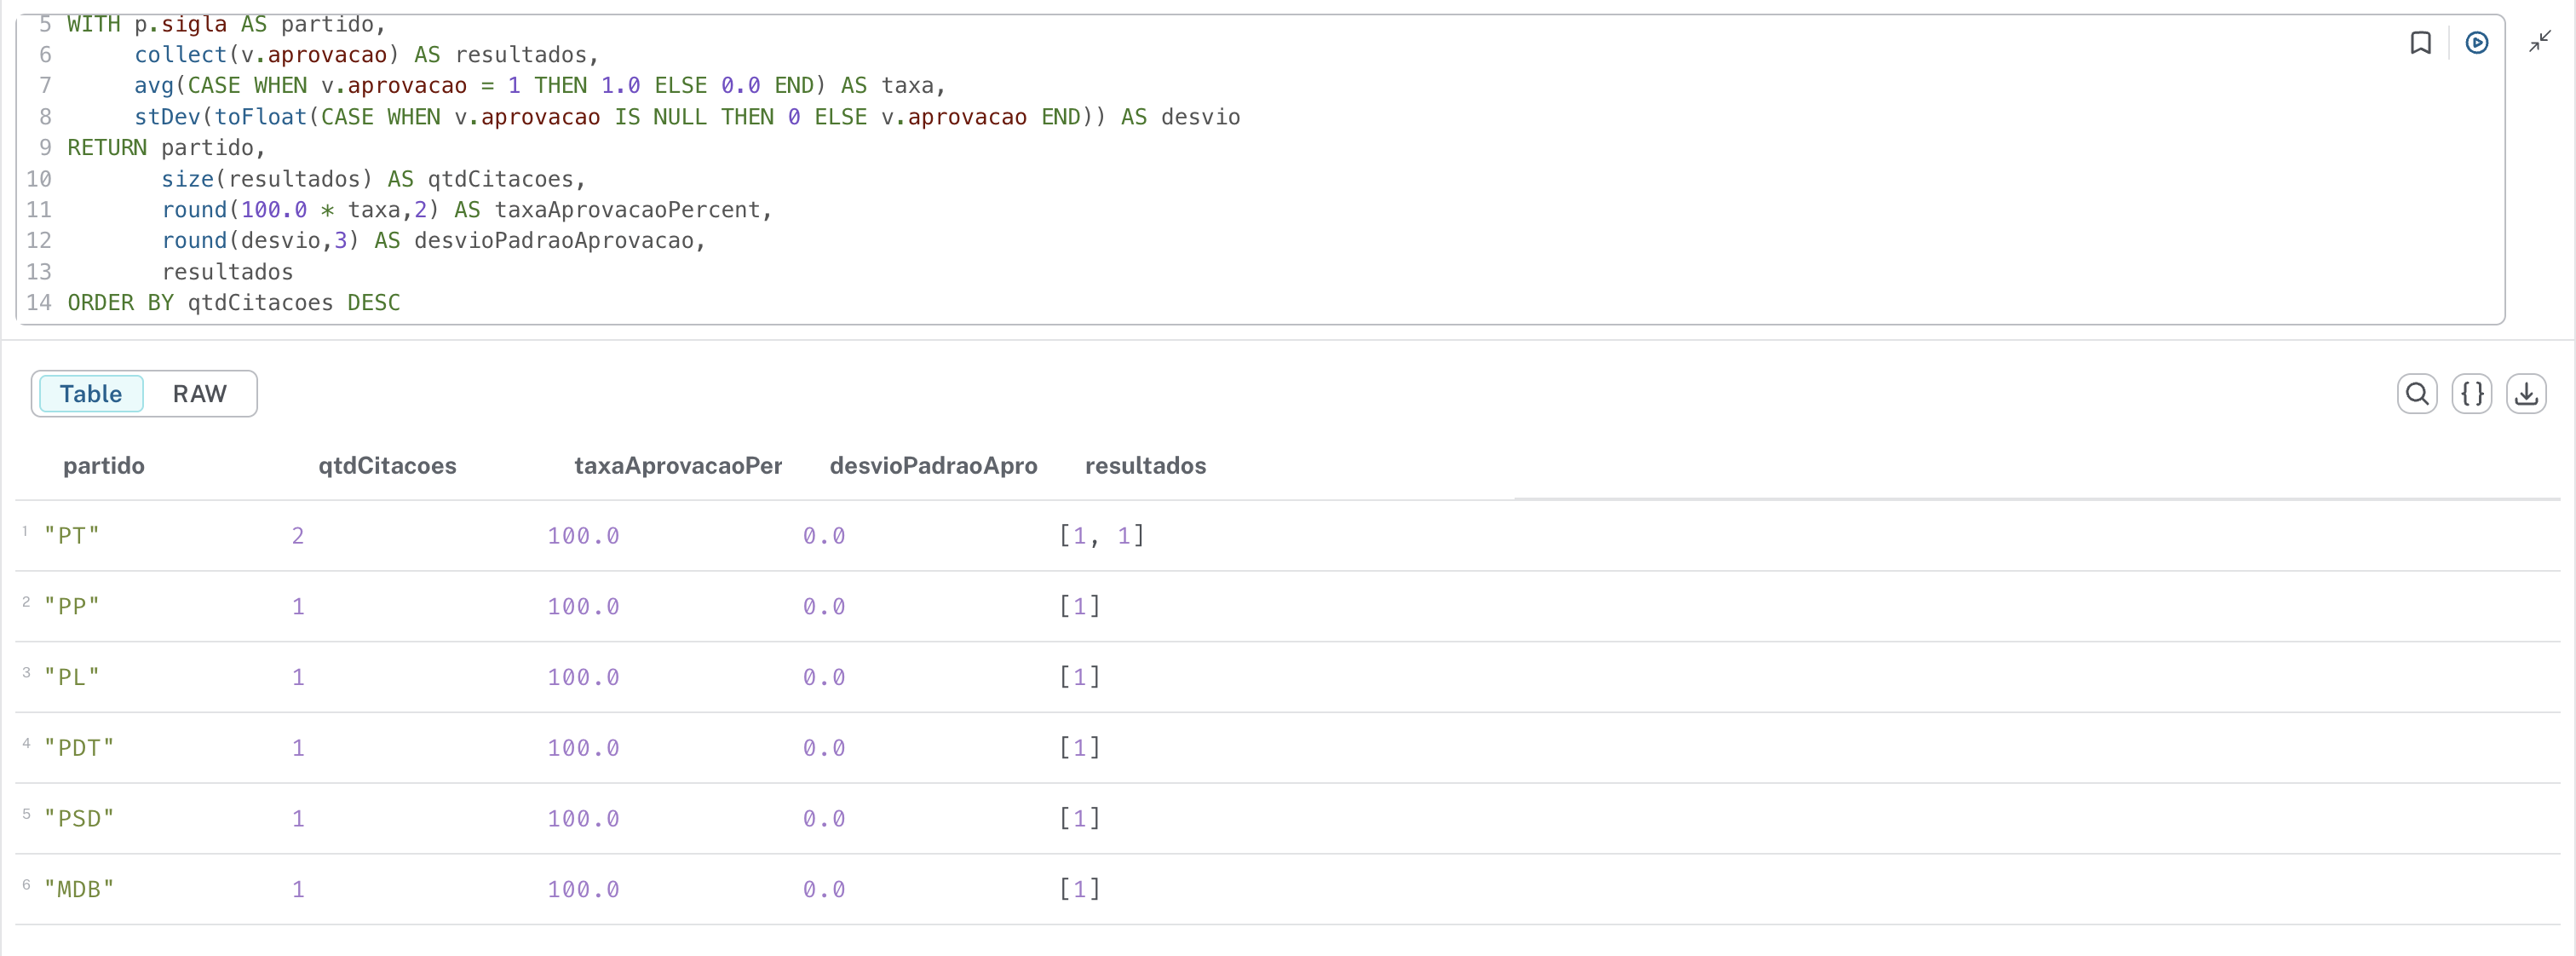 5 WITH p.sigla AS partido,
6 collect(v.aprovacao) AS resultados,
7 avg(CASE WHEN v.aprovacao = 1 THEN 1.0 ELSE 0.0 END) AS taxa,
8 stDev(toFloat(CASE WHEN v.aprovacao IS NULL THEN 0 ELSE v.aprovacao END)) AS desvio
9 RETURN partido,
10 size(resultados) AS qtdCitacoes,
11 round(100.0 * taxa,2) AS taxaAprovacaoPercent,
12 round(desvio,3) AS desvioPadraoAprovacao,
13 resultados
14 ORDER BY qtdCitacoes DESC
Table RAW
partido qtdCitacoes taxaAprovacaoPer desvioPadraoApro resultados
1 "PT" 2 100.0 0.0 [1, 1]
2 "PP" 1 100.0 0.0 [1]
3 "PL" 1 100.0 0.0 [1]
4 "PDT" 1 100.0 0.0 [1]
5 "PSD" 1 100.0 0.0 [1]
6 "MDB" 1 100.0 0.0 [1]